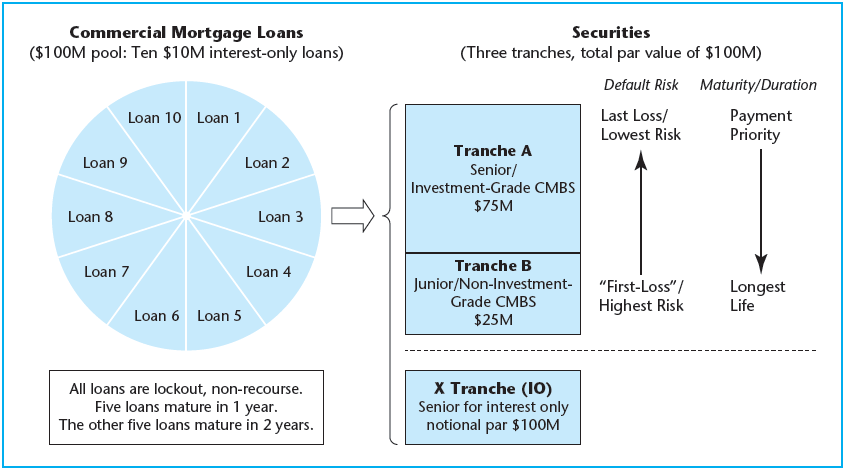 Commercial Mortgage Loans
($100M pool: Ten $10M interest-only loans)
Loan 10
Loan 1
Loan 9
Loan 2
Loan 8
Loan 3
Loan 7
Loan 4
Loan 6
Loan 5
All loans are lockout, non-recourse.
Five loans mature in 1 year.
The other five loans mature in 2 years.
Securities
(Three tranches, total par value of $100M)
Default Risk
Maturity/Duration
Tranche A
Senior/
Investment-Grade CMBS
$75M
Last Loss/
Lowest Risk
Payment
Priority
Tranche B
Junior/Non-Investment-
Grade CMBS
$25M
“First-Loss”/
Highest Risk
Longest
Life
X Tranche (IO)
Senior for interest only
notional par $100M